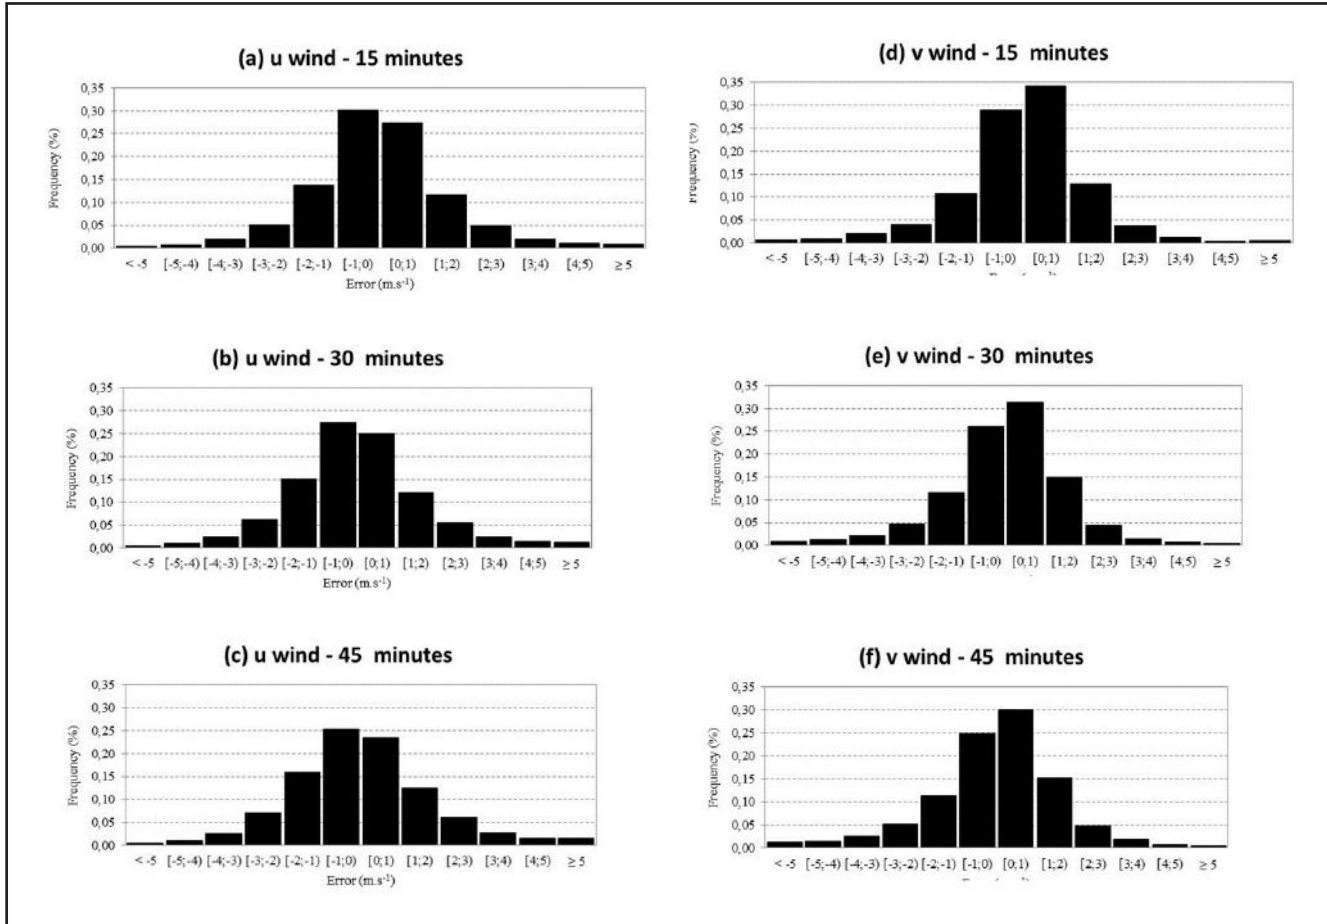 (a) u wind - 15 minutes
Frequency (%)
0,35
0,30
0,25
0,20
0,15
0,10
0,05
0,00
< -5 [-5;-4) [-4;-3) [-3;-2) [-2;-1) [-1;0) [0;1) [1;2) [2;3) [3;4) [4;5) ≥ 5
Error (m.s-1)
(d) v wind - 15 minutes
Frequency (%)
0,35
0,30
0,25
0,20
0,15
0,10
0,05
0,00
< -5 [-5;-4) [-4;-3) [-3;-2) [-2;-1) [-1;0) [0;1) [1;2) [2;3) [3;4) [4;5) ≥ 5
(b) u wind - 30 minutes
Frequency (%)
0,35
0,30
0,25
0,20
0,15
0,10
0,05
0,00
< -5 [-5;-4) [-4;-3) [-3;-2) [-2;-1) [-1;0) [0;1) [1;2) [2;3) [3;4) [4;5) ≥ 5
Error (m.s-1)
(e) v wind - 30 minutes
Frequency (%)
0,35
0,30
0,25
0,20
0,15
0,10
0,05
0,00
< -5 [-5;-4) [-4;-3) [-3;-2) [-2;-1) [-1;0) [0;1) [1;2) [2;3) [3;4) [4;5) ≥ 5
(c) u wind - 45 minutes
Frequency (%)
0,35
0,30
0,25
0,20
0,15
0,10
0,05
0,00
< -5 [-5;-4) [-4;-3) [-3;-2) [-2;-1) [-1;0) [0;1) [1;2) [2;3) [3;4) [4;5) ≥ 5
Error (m.s-1)
(f) v wind - 45 minutes
Frequency (%)
0,35
0,30
0,25
0,20
0,15
0,10
0,05
0,00
< -5 [-5;-4) [-4;-3) [-3;-2) [-2;-1) [-1;0) [0;1) [1;2) [2;3) [3;4) [4;5) ≥ 5